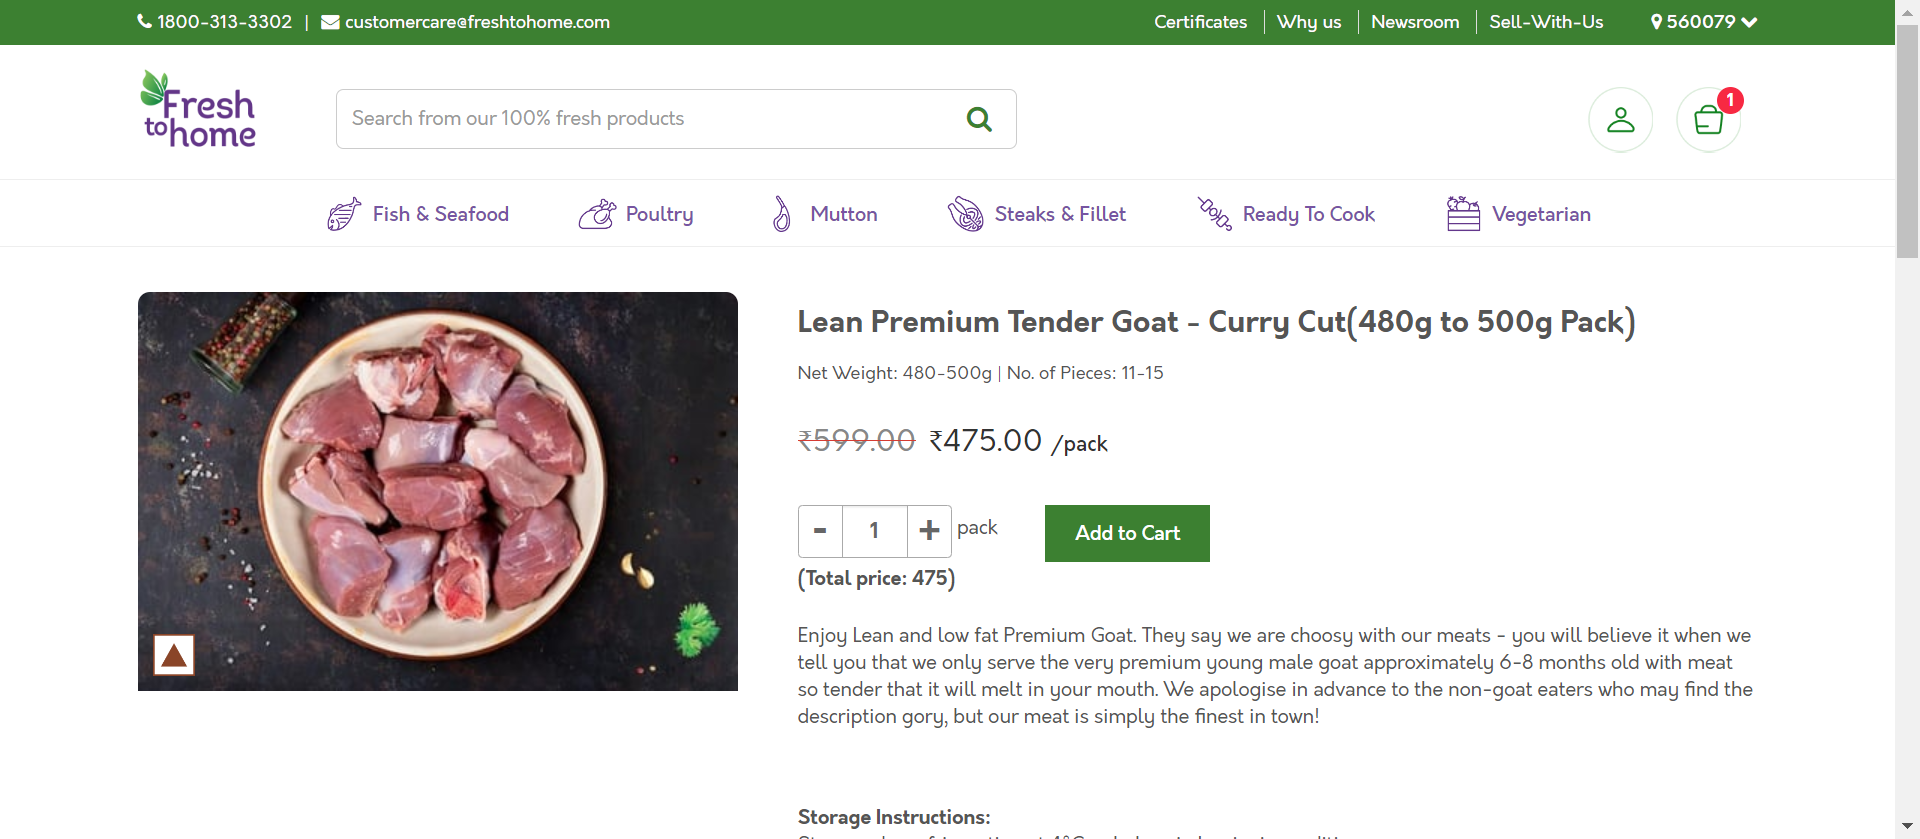 1800-313-3302 | customercare@freshtohome.com
Certificates | Why us | Newsroom | Sell-With-Us
560079
Fresh
to home
Search from our 100% fresh products
1
Fish & Seafood
Poultry
Mutton
Steaks & Fillet
Ready To Cook
Vegetarian
Lean Premium Tender Goat - Curry Cut(480g to 500g Pack)
Net Weight: 480-500g | No. of Pieces: 11-15
₹599.00 ₹475.00 /pack
- 1 + pack
Add to Cart
(Total price: 475)
Enjoy Lean and low fat Premium Goat. They say we are choosy with our meats - you will believe it when we
tell you that we only serve the very premium young male goat approximately 6-8 months old with meat
so tender that it will melt in your mouth. We apologise in advance to the non-goat eaters who may find the
description gory, but our meat is simply the finest in town!
Storage Instructions: